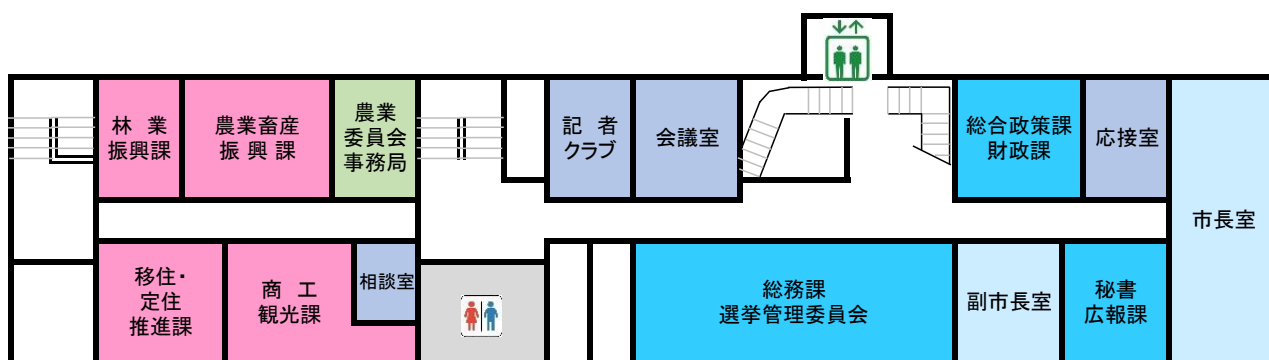 林 業
振興課
農業畜産
振 興 課
農業
委員会
事務局
記 者
クラブ
会議室
総合政策課
財政課
応接室
市長室
移住・
定住
推進課
商 工
観光課
相談室
総務課
選挙管理委員会
副市長室
秘書
広報課